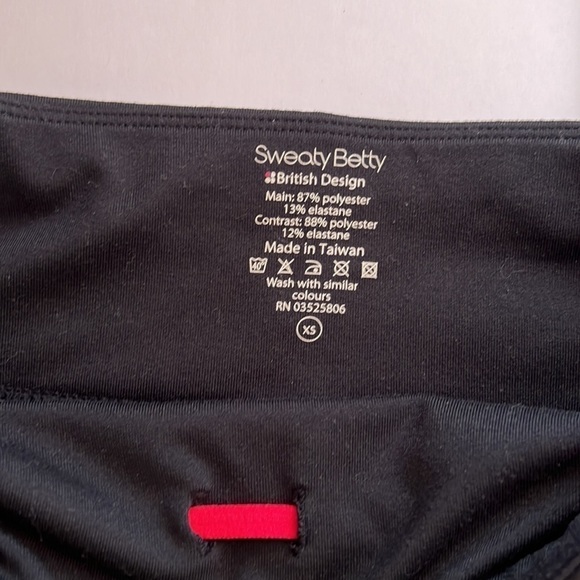 Sweaty Betty
British Design
Main: 87% polyester
13% elastane
Contrast: 88% polyester
12% elastane
Made in Taiwan
40°
Wash with similar
colours
RN 03525806
XS